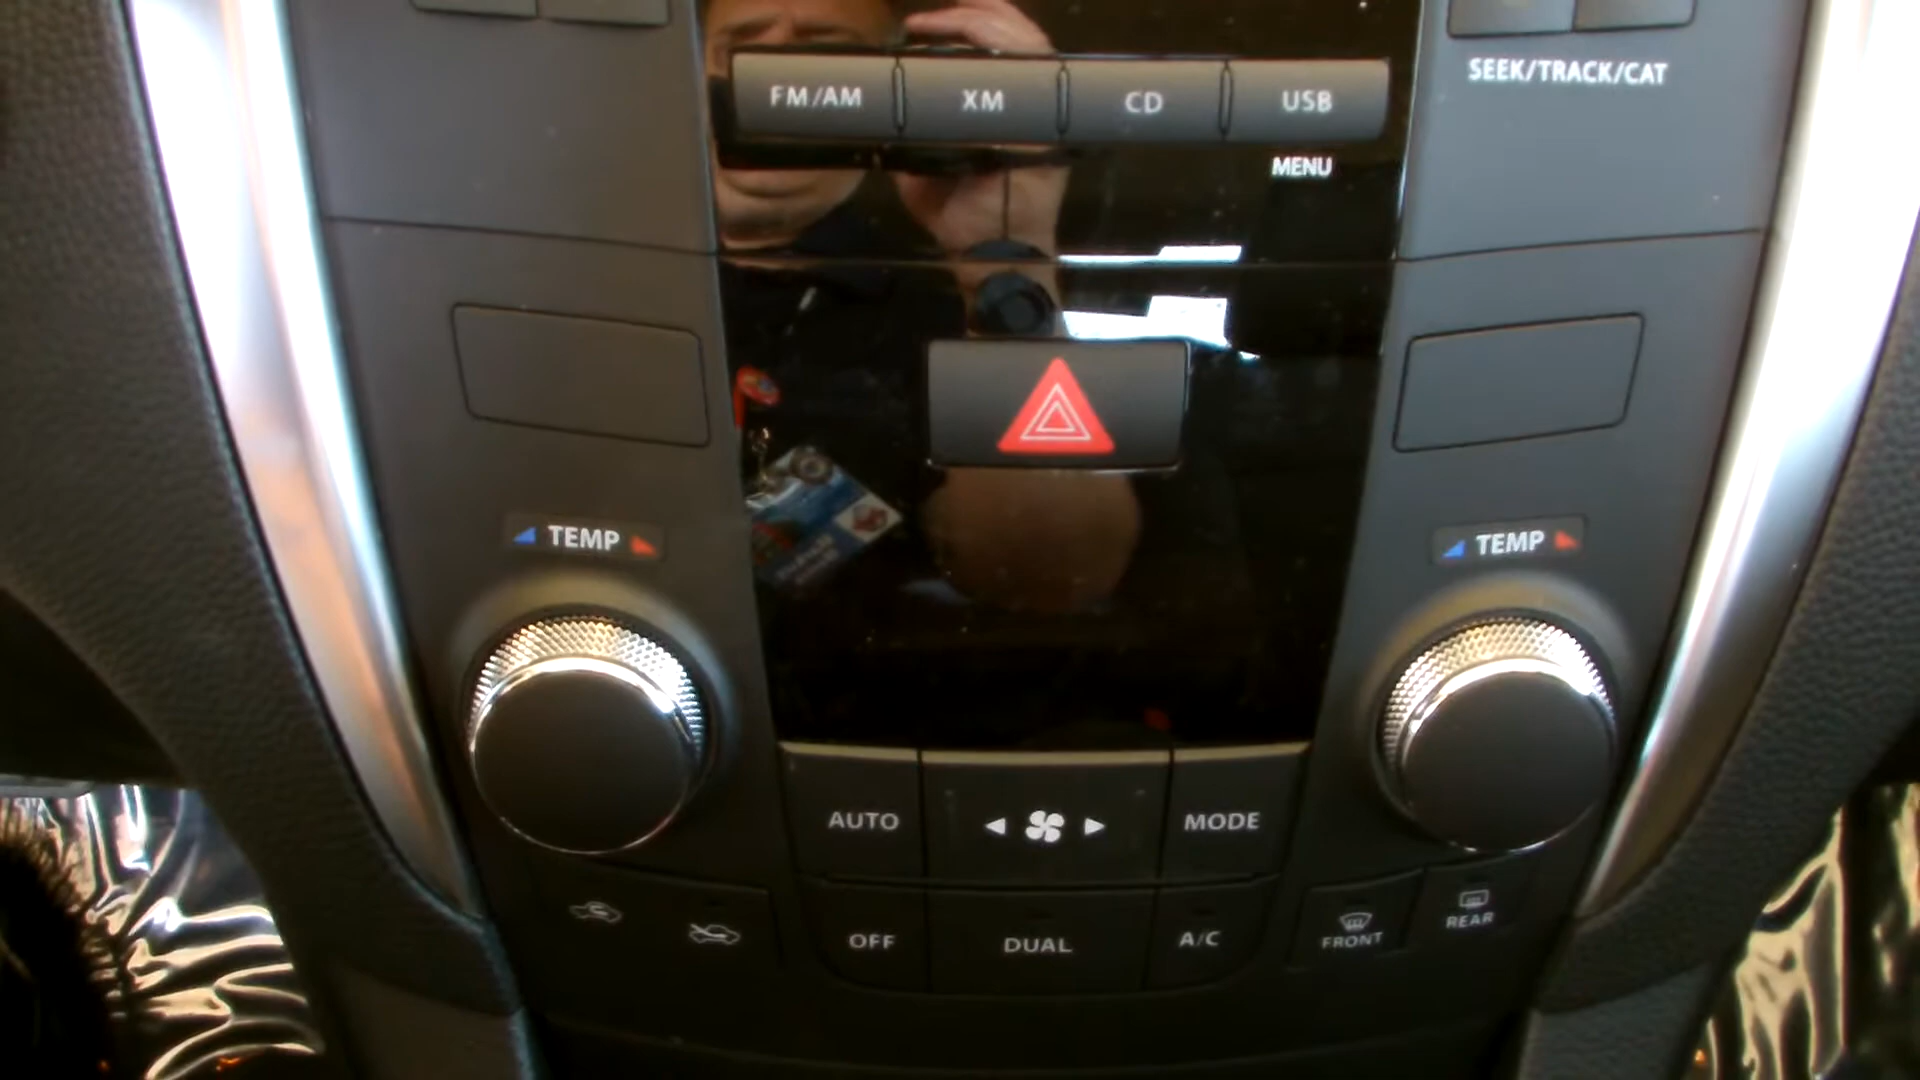 SEEK/TRACK/CAT
FM/AM
XM
CD
USB
MENU
TEMP
TEMP
AUTO
MODE
OFF
DUAL
A/C
FRONT
REAR